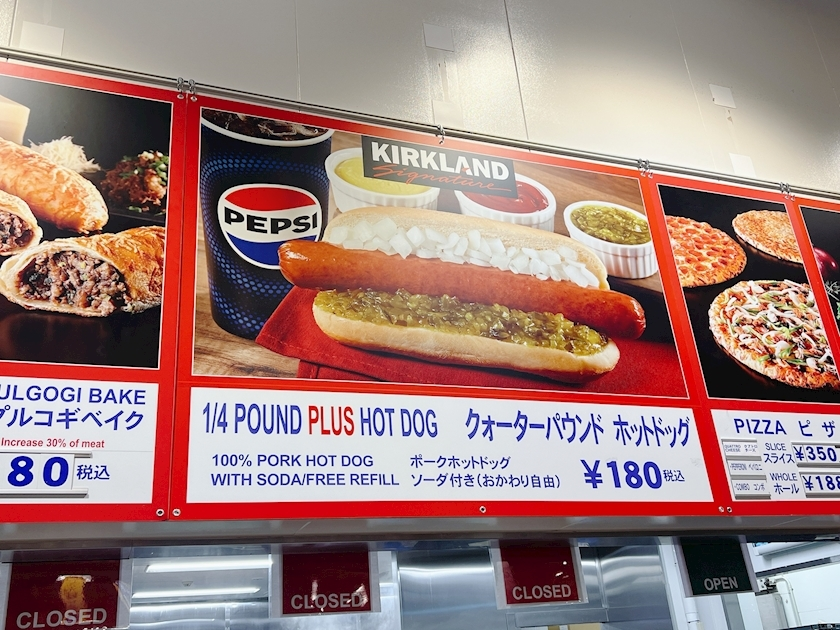 KIRKLAND
Signature
PEPSI
ULGOGI BAKE
プルコギベイク
Increase 30% of meat
80 税込
1/4 POUND PLUS HOT DOG クォーターパウンド ホットドッグ
100% PORK HOT DOG ポークホットドッグ
WITH SODA/FREE REFILL ソーダ付き(おかわり自由)
¥180税込
PIZZA ピザ
SLICE
スライス
¥350
WHOLE
ホール
¥188
CLOSED
CLOSED
CLOSED
OPEN